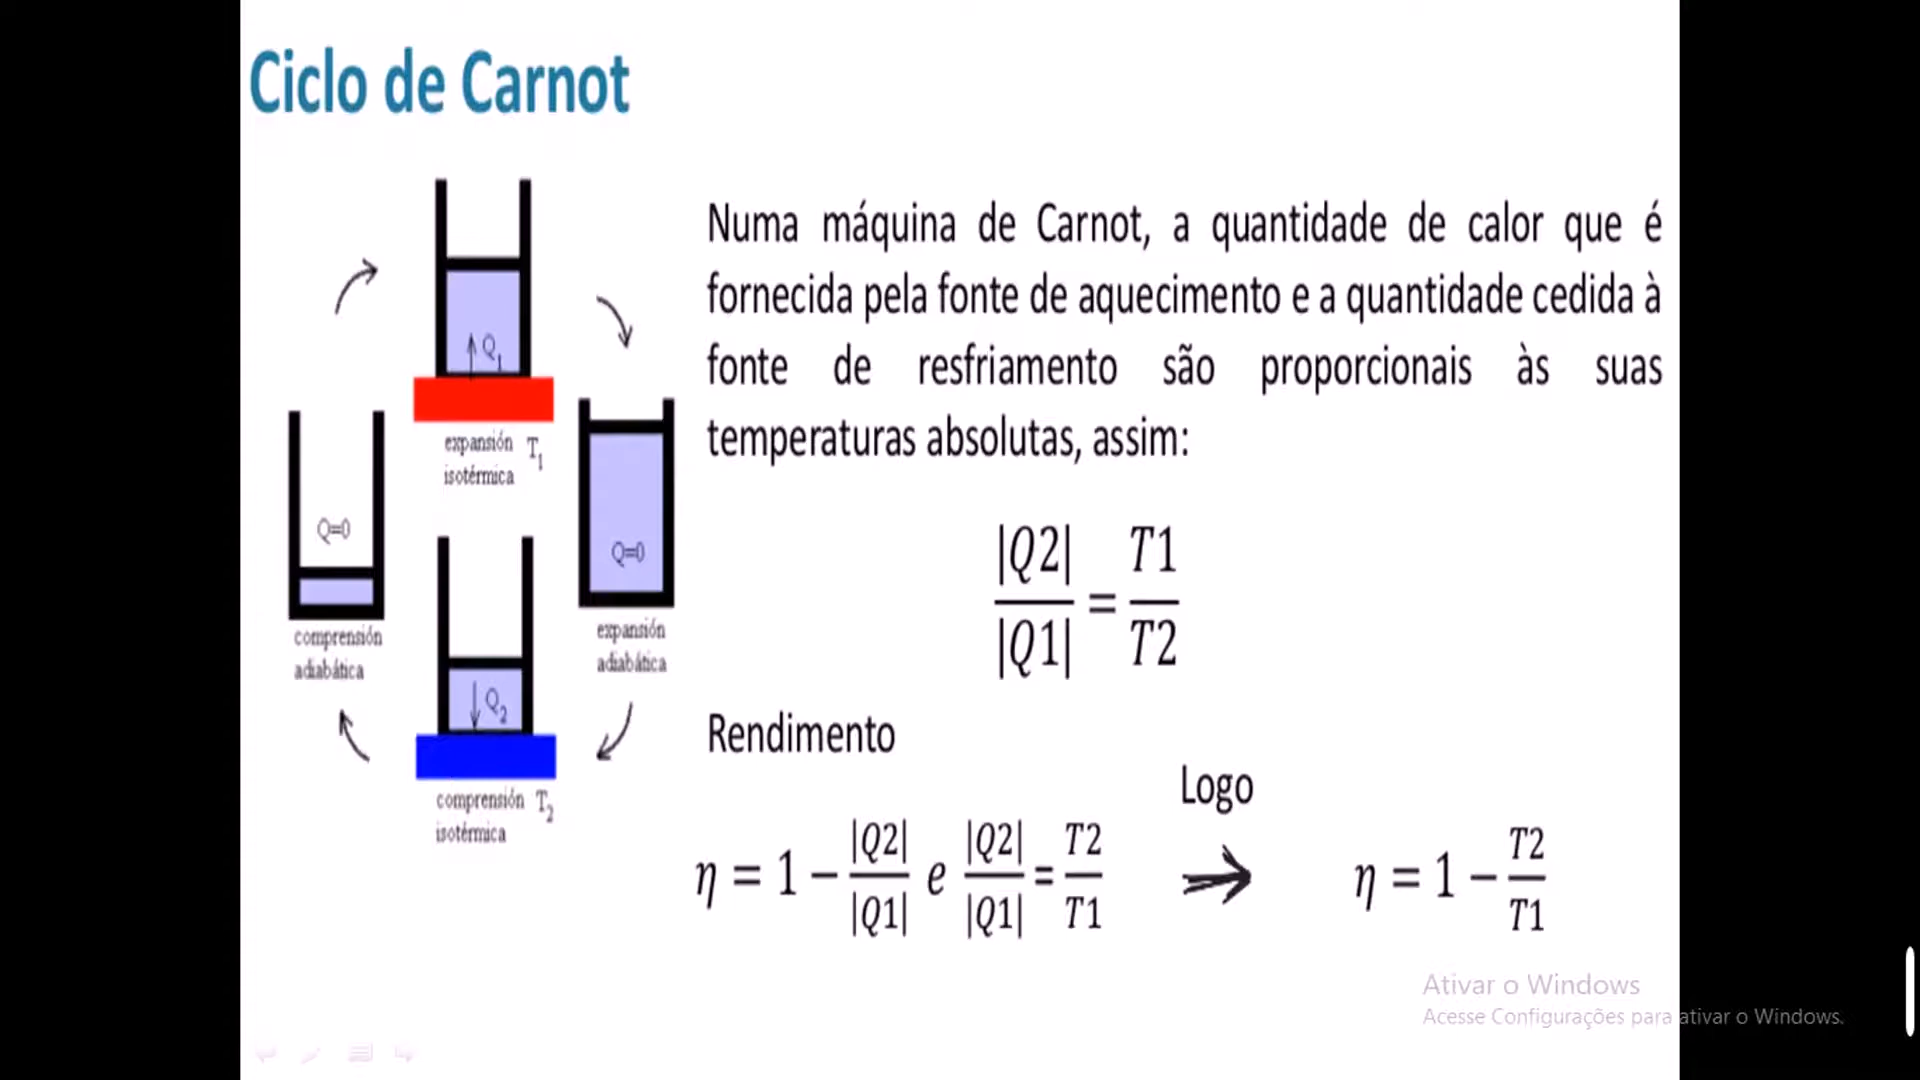 Ciclo de Carnot
Q1
expansión T1
isotérmica
Q=0
comprensión
adiabática
Q=0
expansión
adiabática
Q2
comprensión T2
isotérmica
Numa máquina de Carnot, a quantidade de calor que é
fornecida pela fonte de aquecimento e a quantidade cedida à
fonte de resfriamento são proporcionais às suas
temperaturas absolutas, assim:
|Q2|/|Q1| = T1/T2
Rendimento
Logo
η = 1 − |Q2|/|Q1| e |Q2|/|Q1| = T2/T1
η = 1 − T2/T1
Ativar o Windows
Acesse Configurações para ativar o Windows.